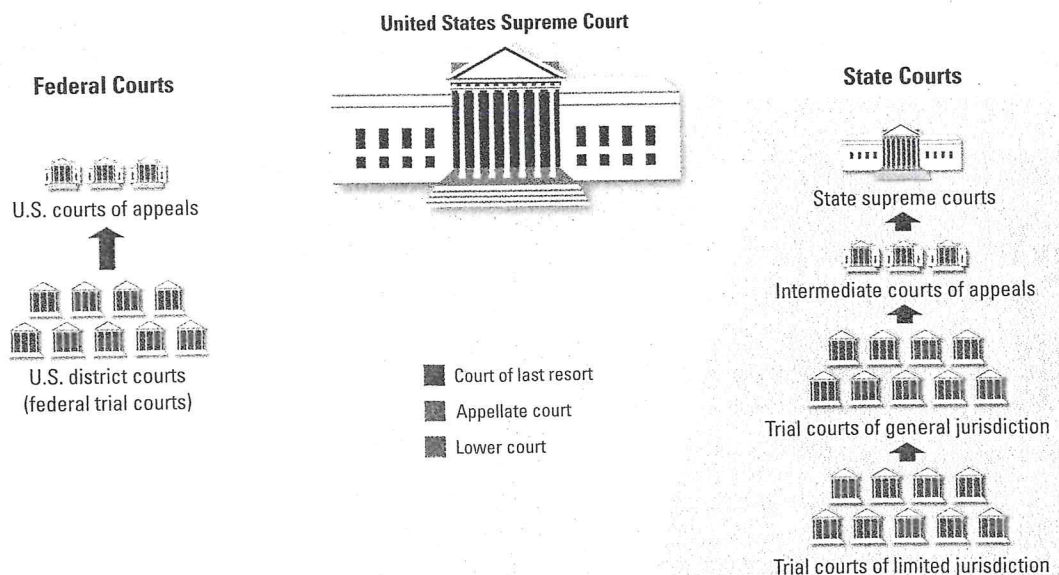 United States Supreme Court
Federal Courts
U.S. courts of appeals
U.S. district courts
(federal trial courts)
Court of last resort
Appellate court
Lower court
State Courts
State supreme courts
Intermediate courts of appeals
Trial courts of general jurisdiction
Trial courts of limited jurisdiction